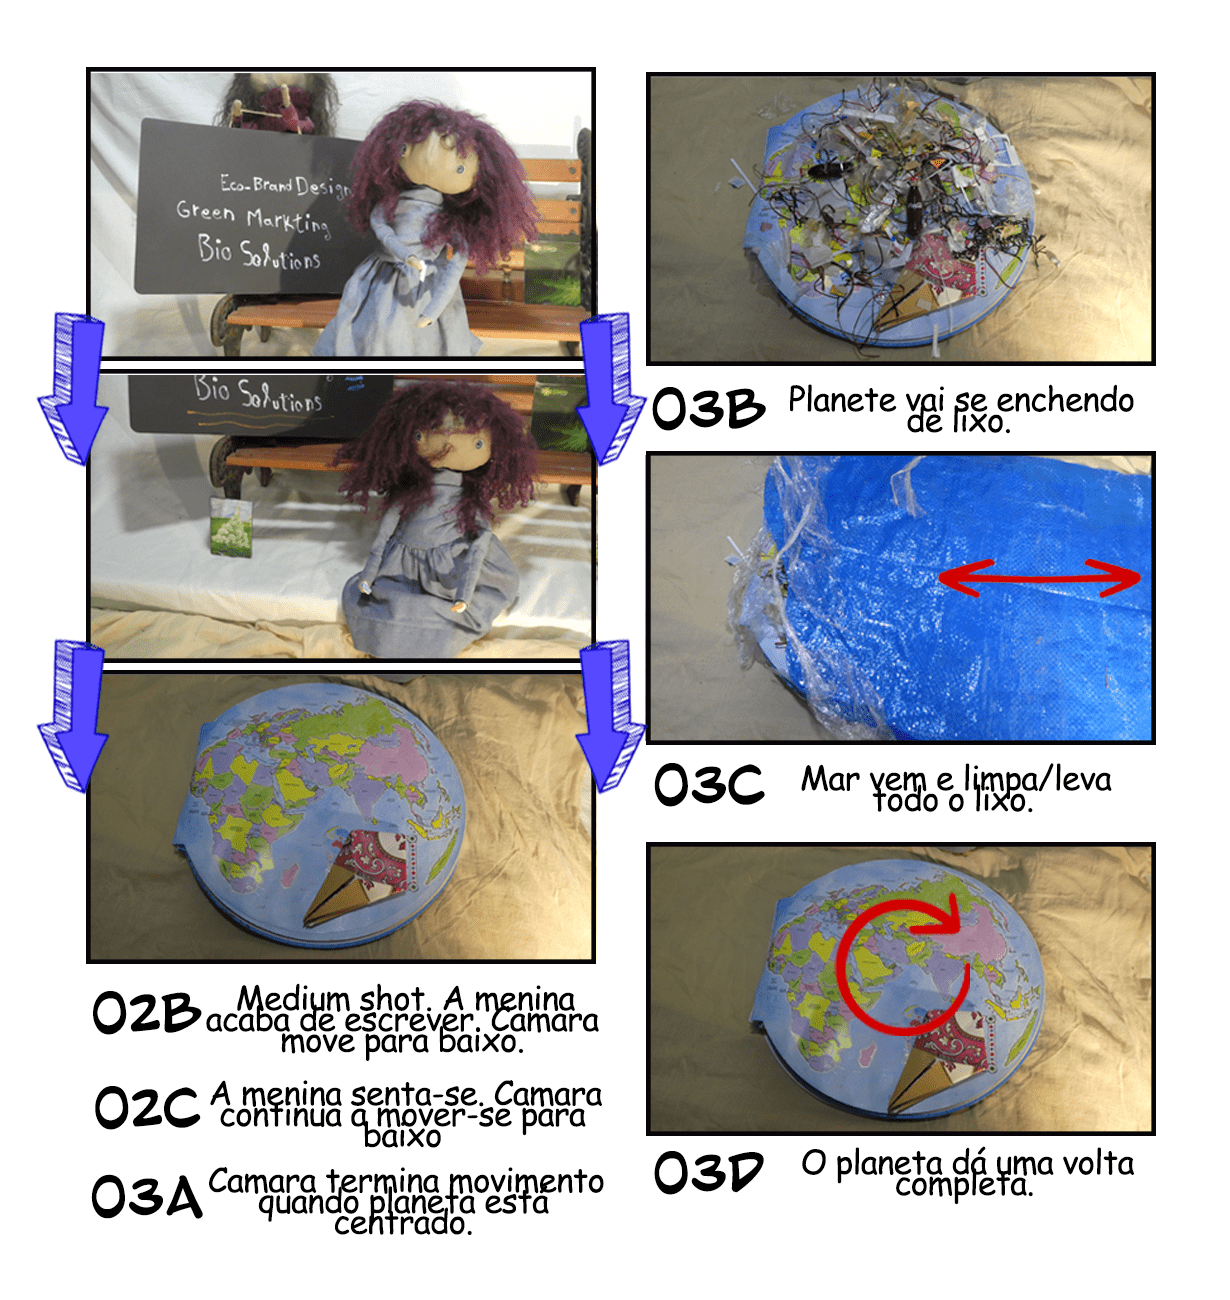 Eco-Brand Design
Green Markting
Bio Solutions
Bio Solutions
02B Medium shot. A menina
acaba de escrever. Camara
move para baixo.
02C A menina senta-se. Camara
continua a mover-se para
baixo
03A Camara termina movimento
quando planeta está
centrado.
03B Planete vai se enchendo
de lixo.
03C Mar vem e limpa/leva
todo o lixo.
03D O planeta dá uma volta
completa.